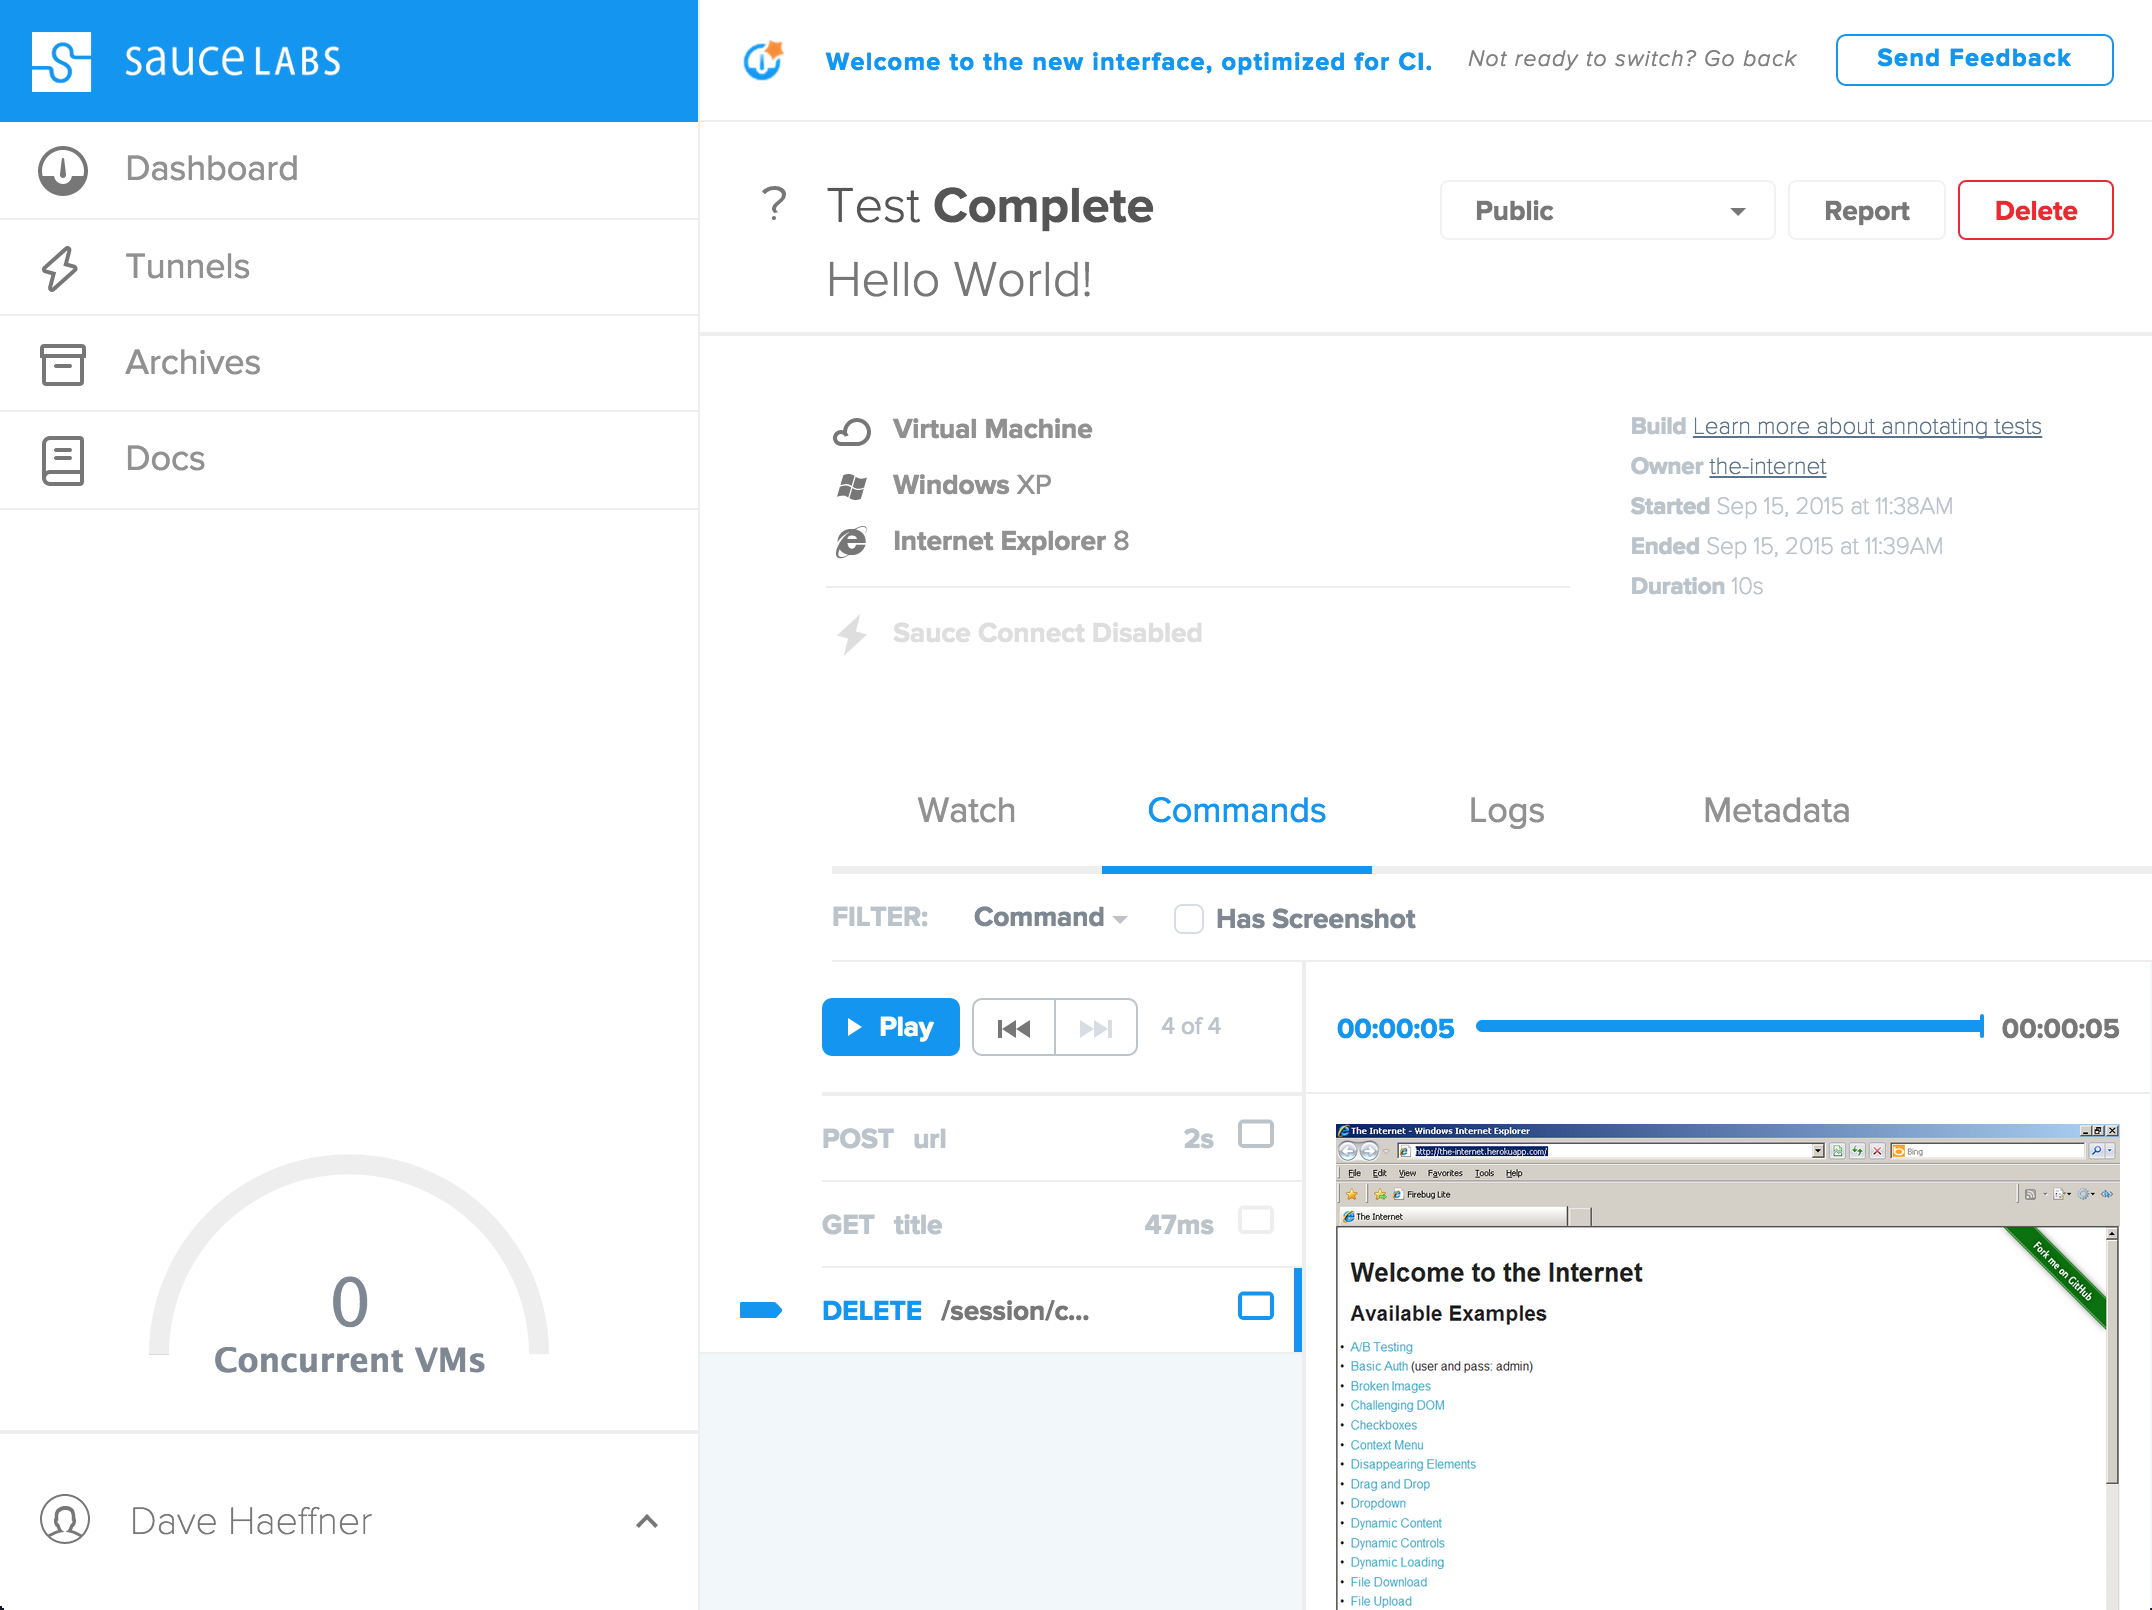 sauce LABS
Welcome to the new interface, optimized for CI. Not ready to switch? Go back Send Feedback
Dashboard
Tunnels
Archives
Docs
0
Concurrent VMs
Dave Haeffner
? Test Complete
Hello World!
Public Report Delete
Virtual Machine
Windows XP
Internet Explorer 8
Sauce Connect Disabled
Build Learn more about annotating tests
Owner the-internet
Started Sep 15, 2015 at 11:38AM
Ended Sep 15, 2015 at 11:39AM
Duration 10s
Watch Commands Logs Metadata
FILTER: Command Has Screenshot
Play 4 of 4
POST url 2s
GET title 47ms
DELETE /session/c...
00:00:05 00:00:05
The Internet - Windows Internet Explorer
http://the-internet.herokuapp.com/ Bing
File Edit View Favorites Tools Help
Firebug Lite
The Internet
Fork me on GitHub
Welcome to the Internet
Available Examples
• A/B Testing
• Basic Auth (user and pass: admin)
• Broken Images
• Challenging DOM
• Checkboxes
• Context Menu
• Disappearing Elements
• Drag and Drop
• Dropdown
• Dynamic Content
• Dynamic Controls
• Dynamic Loading
• File Download
• File Upload